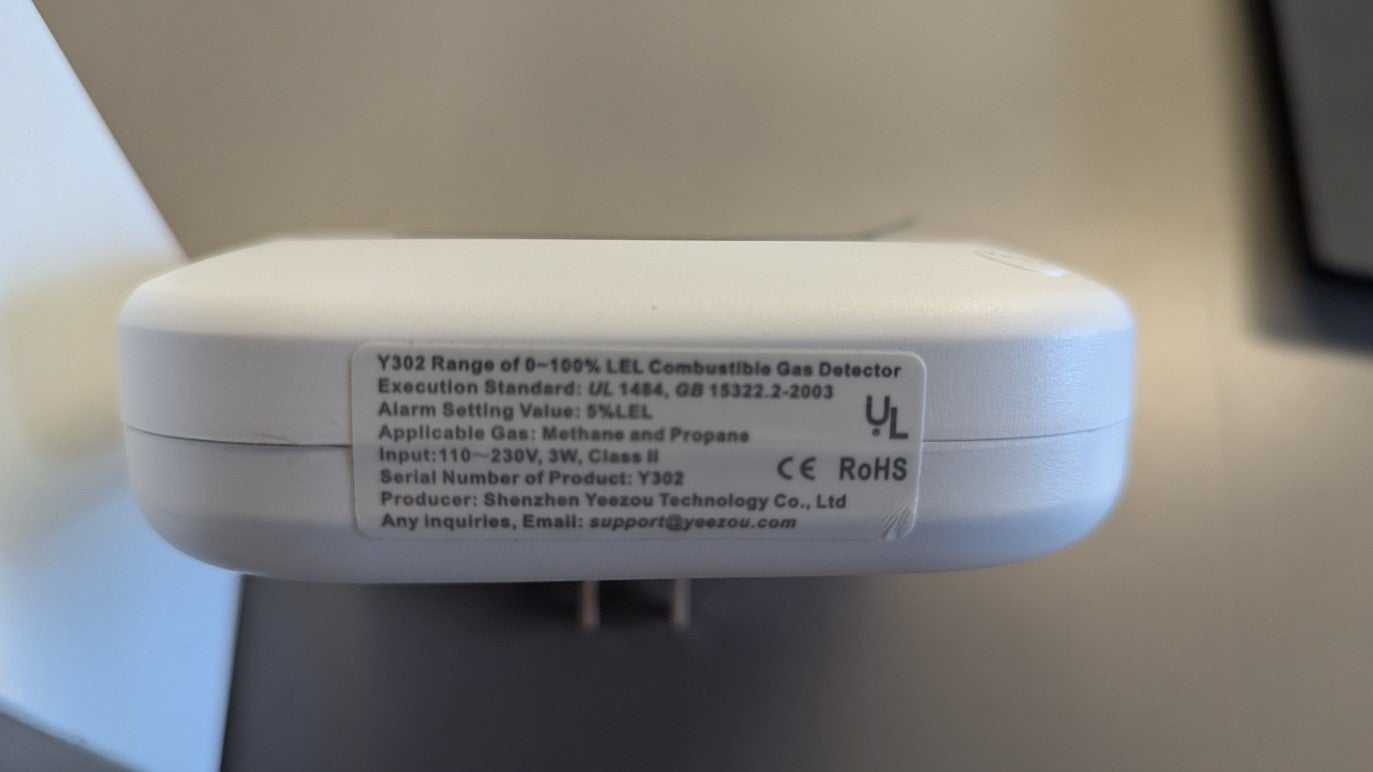 Y302 Range of 0~100% LEL Combustible Gas Detector
Execution Standard: UL 1484, GB 15322.2-2003
Alarm Setting Value: 5%LEL
Applicable Gas: Methane and Propane
Input:110~230V, 3W, Class II
Serial Number of Product: Y302
Producer: Shenzhen Yeezou Technology Co., Ltd
Any inquiries, Email: support@yeezou.com
UL
CE RoHS